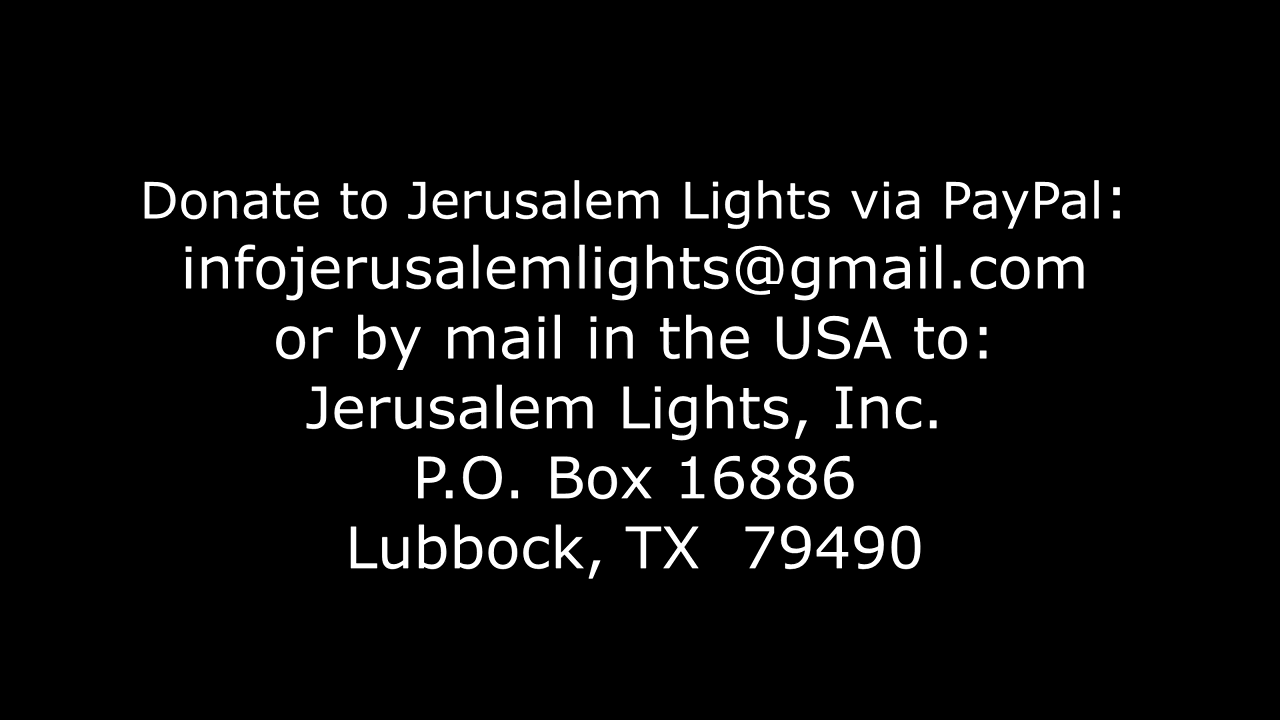 Donate to Jerusalem Lights via PayPal:
infojerusalemlights@gmail.com
or by mail in the USA to:
Jerusalem Lights, Inc.
P.O. Box 16886
Lubbock, TX  79490